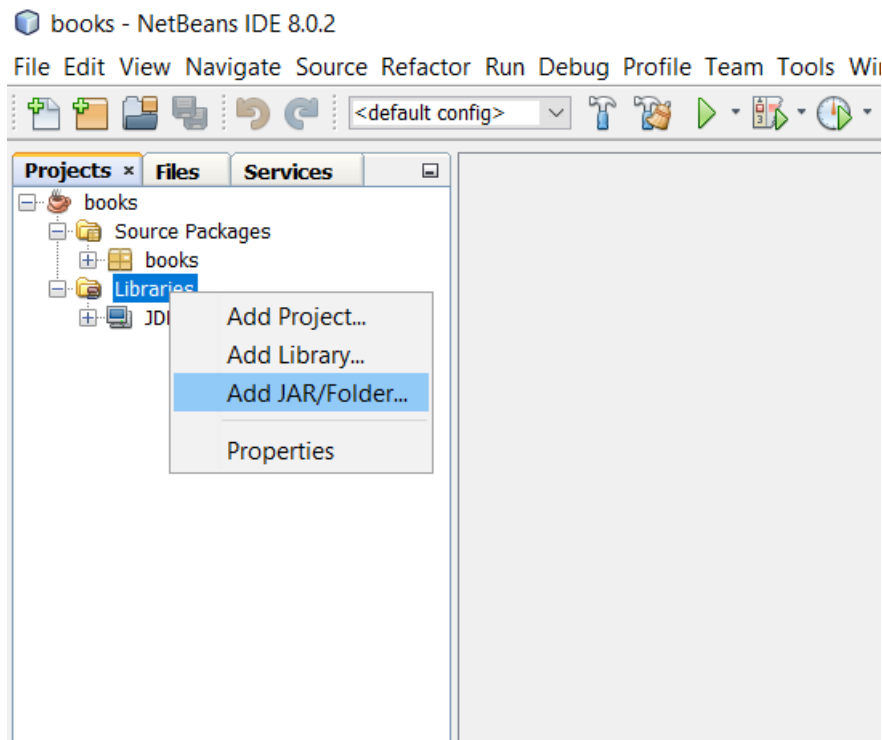 books - NetBeans IDE 8.0.2
File Edit View Navigate Source Refactor Run Debug Profile Team Tools
<default config>
Projects × Files Services
books
Source Packages
books
Libraries
Add Project...
Add Library...
Add JAR/Folder...
Properties